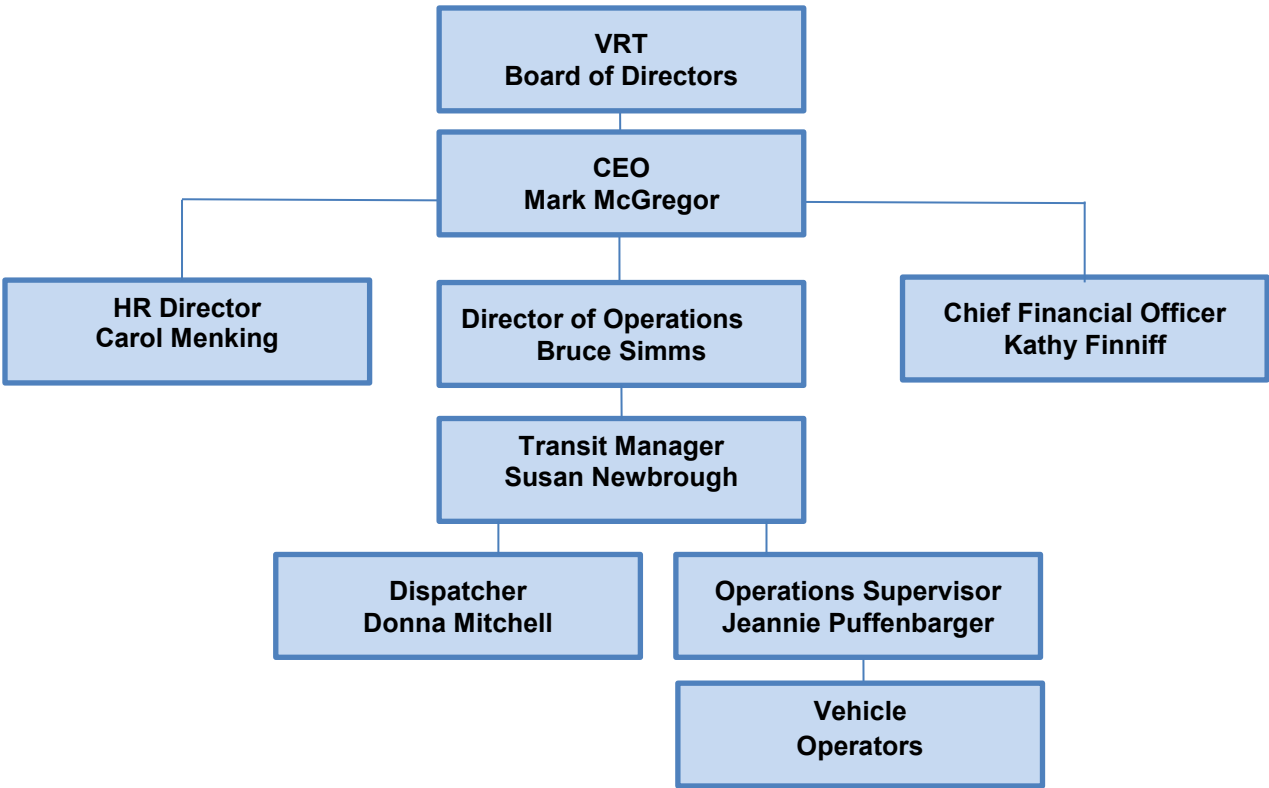 VRT
Board of Directors
CEO
Mark McGregor
HR Director
Carol Menking
Director of Operations
Bruce Simms
Chief Financial Officer
Kathy Finniff
Transit Manager
Susan Newbrough
Dispatcher
Donna Mitchell
Operations Supervisor
Jeannie Puffenbarger
Vehicle
Operators